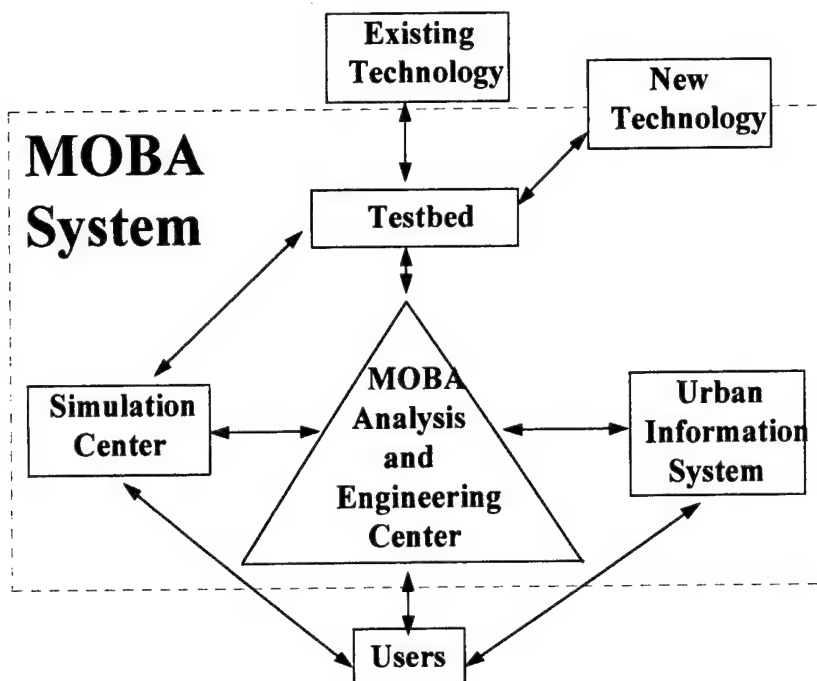 Existing
Technology
New
Technology
MOBA
System
Testbed
Simulation
Center
MOBA
Analysis
and
Engineering
Center
Urban
Information
System
Users